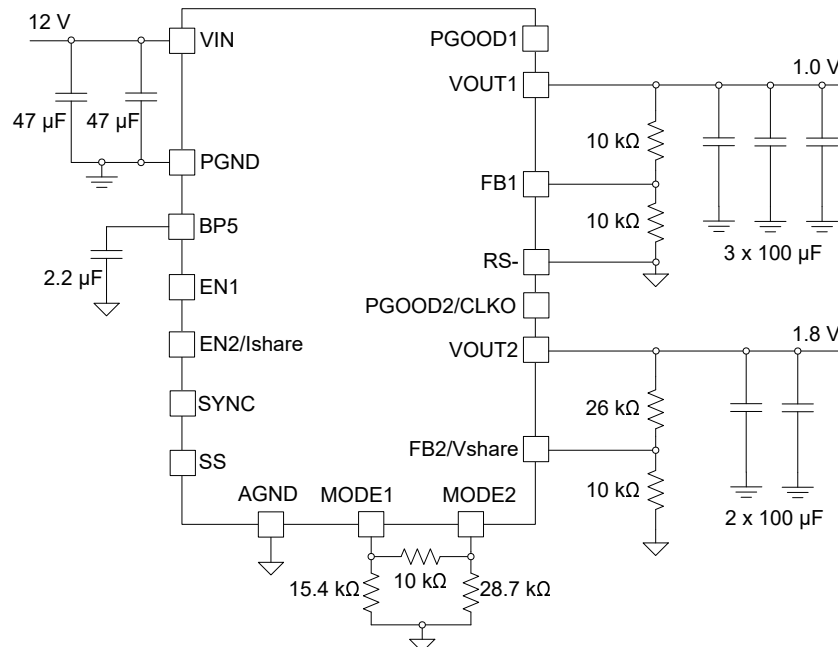 12 V
VIN
PGOOD1
VOUT1
1.0 V
47 µF
47 µF
10 kΩ
PGND
FB1
BP5
10 kΩ
2.2 µF
RS-
3 x 100 µF
EN1
PGOOD2/CLKO
EN2/Ishare
VOUT2
1.8 V
SYNC
26 kΩ
SS
FB2/Vshare
AGND
MODE1
MODE2
10 kΩ
2 x 100 µF
15.4 kΩ
10 kΩ
28.7 kΩ